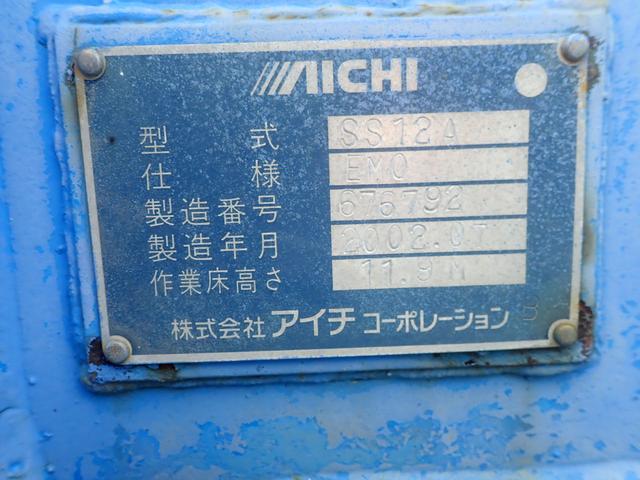 AICHI
型式 SS12A
仕様 EMO
製造番号 676792
製造年月 2002.07
作業床高さ 11.9 M
株式会社 アイチ コーポレーション